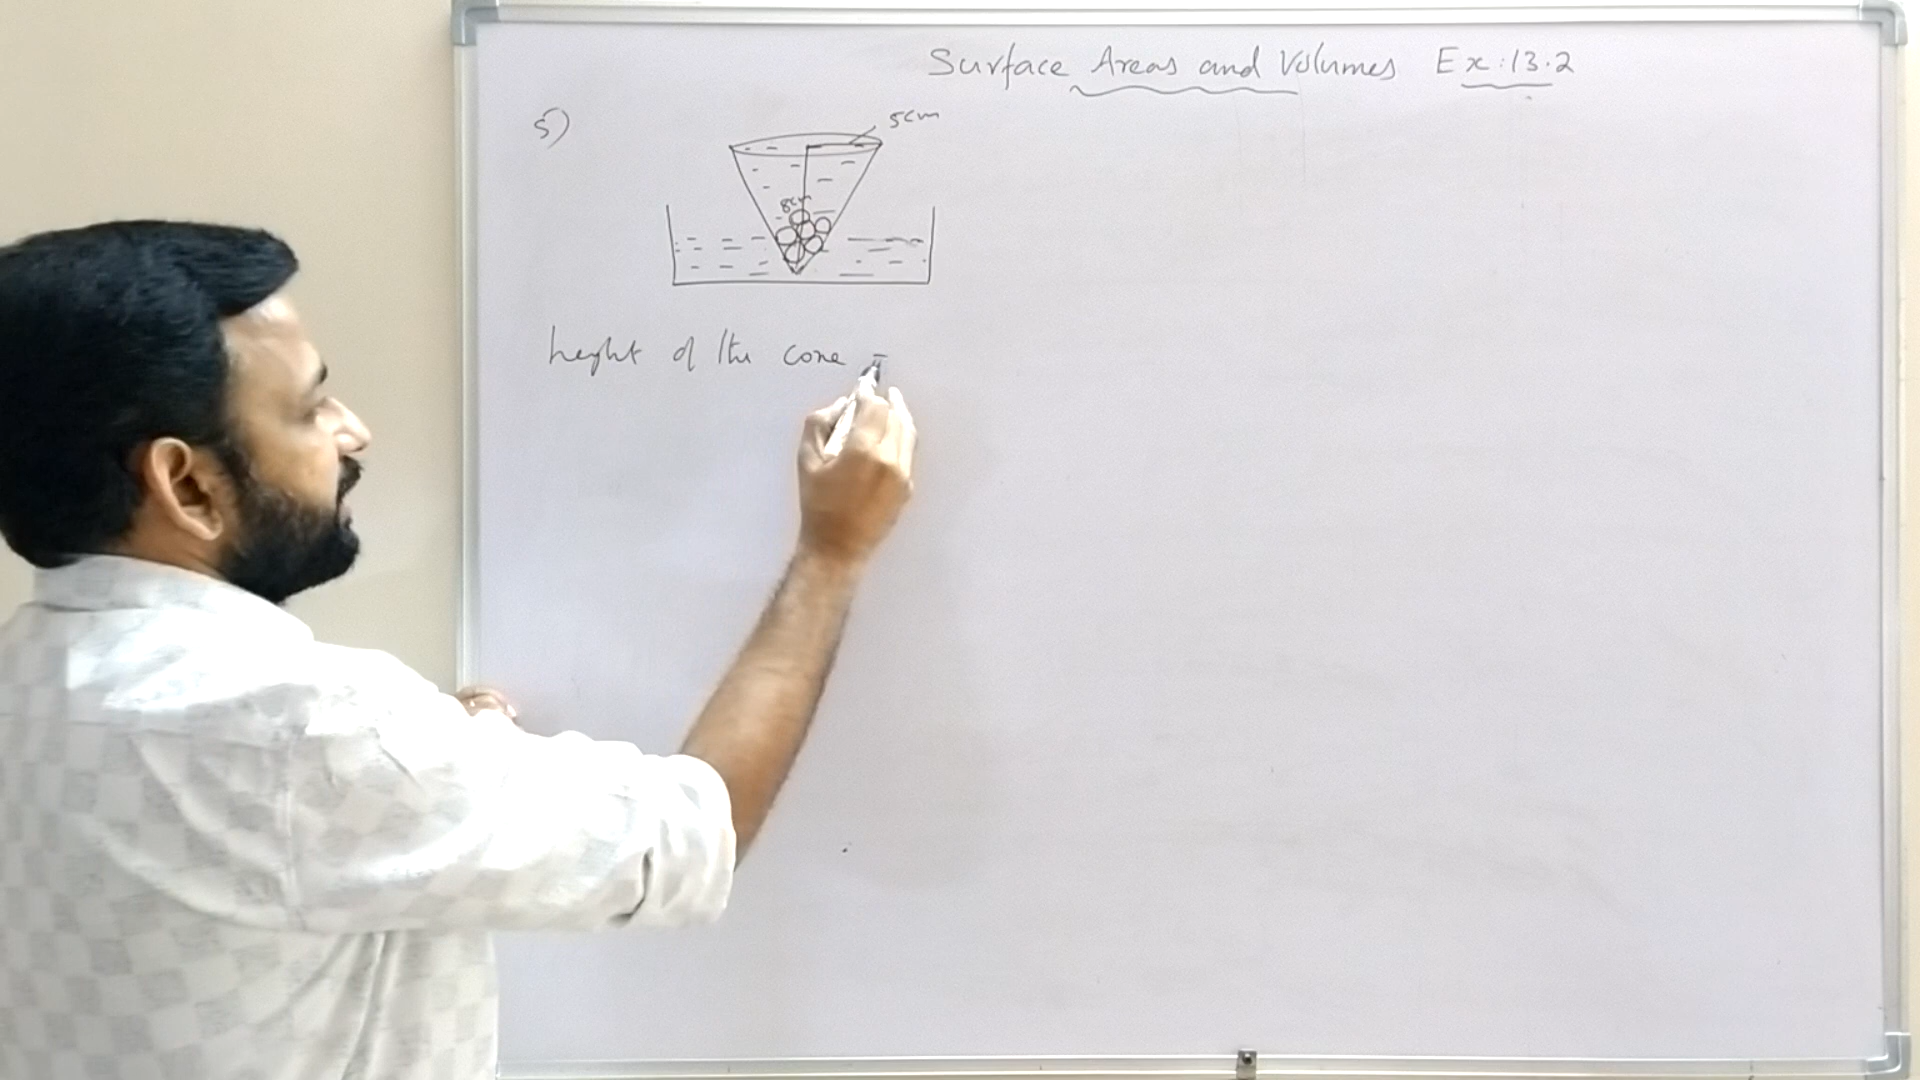 Surface Areas and Volumes Ex:13.2
5)
5cm
8cm
height of the cone =